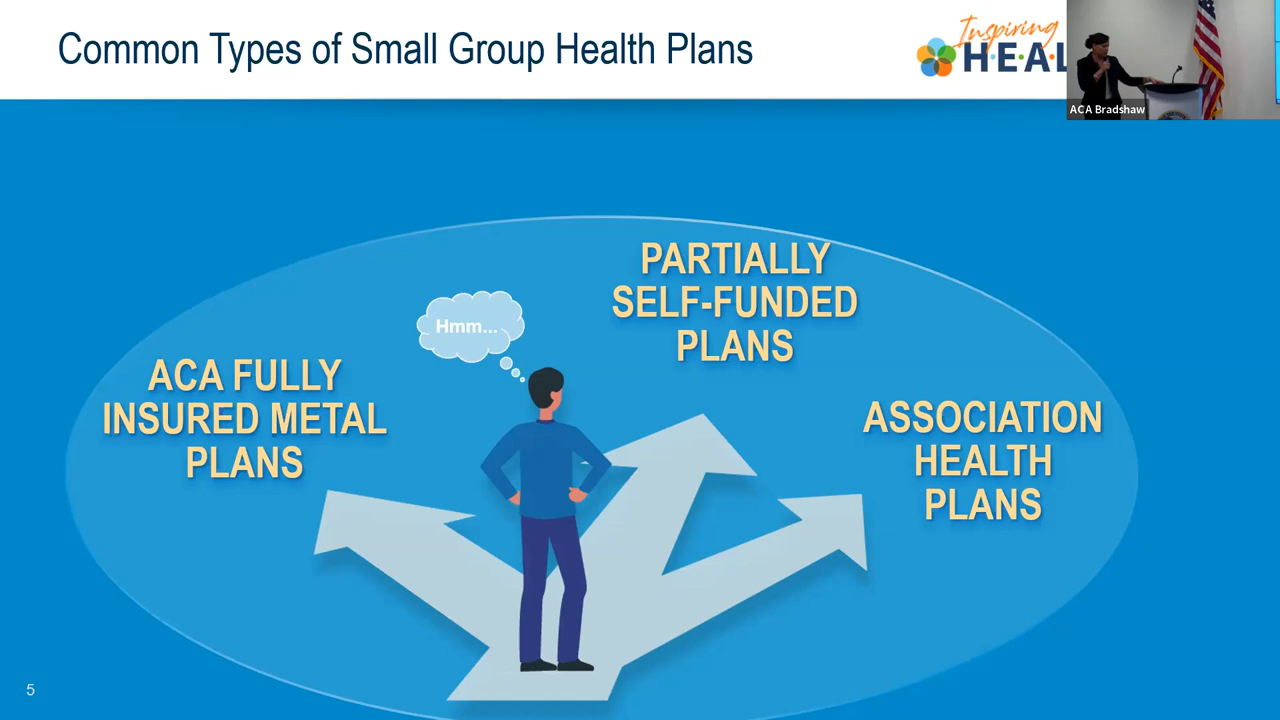 Common Types of Small Group Health Plans
Inspiring
H·E·A·L
ACA Bradshaw
PARTIALLY
SELF-FUNDED
PLANS
Hmm...
ACA FULLY
INSURED METAL
PLANS
ASSOCIATION
HEALTH
PLANS
5